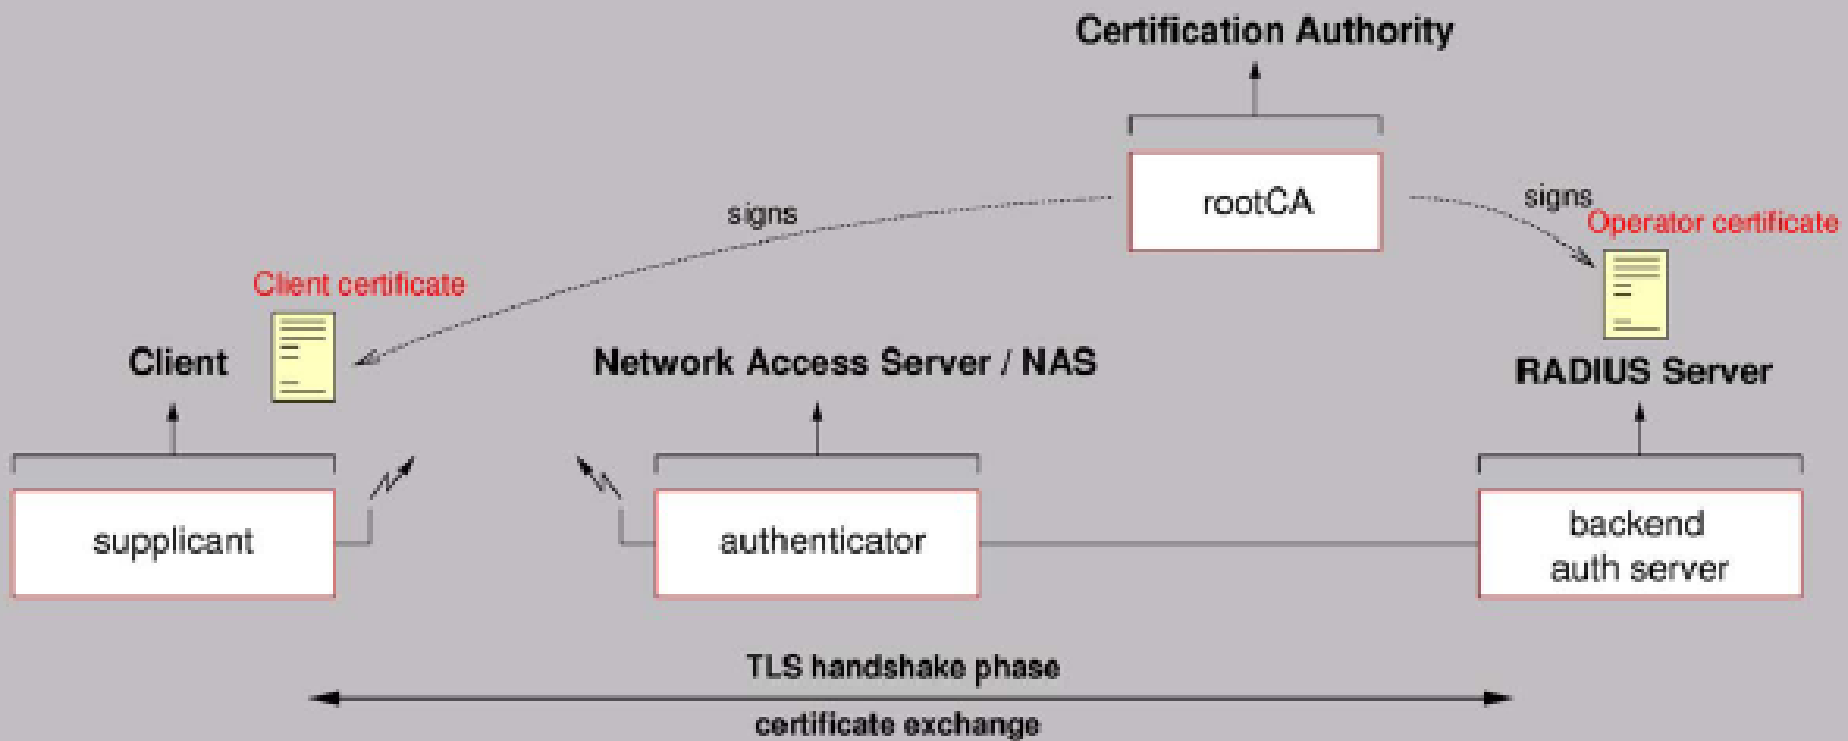 Certification Authority
rootCA
signs
signs
Operator certificate
Client certificate
Client
Network Access Server / NAS
RADIUS Server
supplicant
authenticator
backend
auth server
TLS handshake phase
certificate exchange